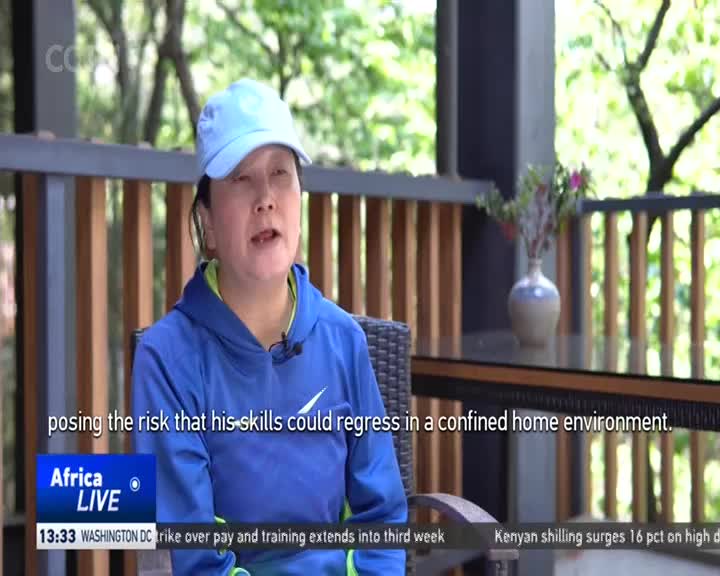 posing the risk that his skills could regress in a confined home environment.
Africa
LIVE
13:33 WASHINGTON DC
trike over pay and training extends into third week Kenyan shilling surges 16 pct on high d